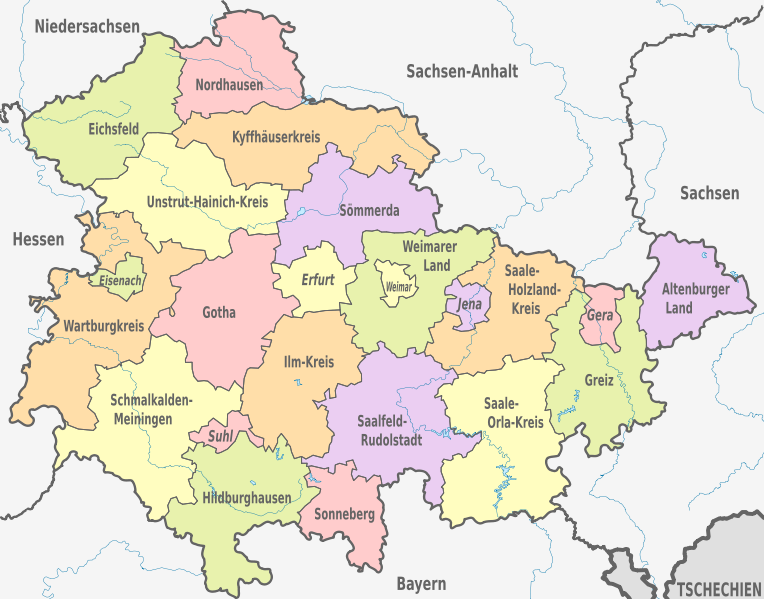 Niedersachsen
Sachsen-Anhalt
Nordhausen
Eichsfeld
Kyffhäuserkreis
Sachsen
Unstrut-Hainich-Kreis
Sömmerda
Hessen
Weimarer
Land
Eisenach
Erfurt
Weimar
Saale-
Holzland-
Kreis
Altenburger
Land
Gotha
Jena
Gera
Wartburgkreis
Ilm-Kreis
Greiz
Schmalkalden-
Meiningen
Saalfeld-
Rudolstadt
Saale-
Orla-Kreis
Suhl
Hildburghausen
Sonneberg
Bayern
TSCHECHIEN